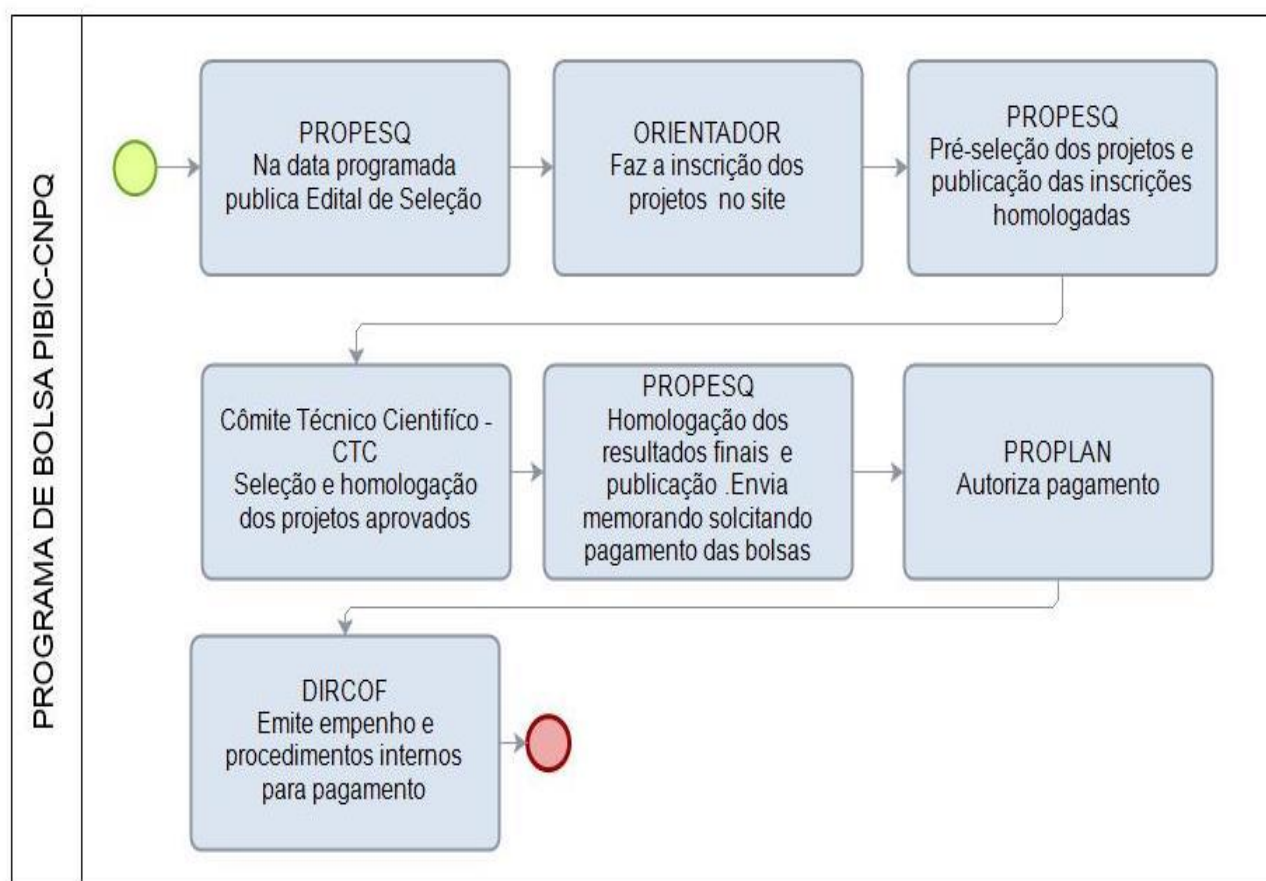 PROGRAMA DE BOLSA PIBIC-CNPQ
PROPESQ
Na data programada
publica Edital de Seleção
ORIENTADOR
Faz a inscrição dos
projetos no site
PROPESQ
Pré-seleção dos projetos e
publicação das inscrições
homologadas
Cômite Técnico Cientifíco -
CTC
Seleção e homologação
dos projetos aprovados
PROPESQ
Homologação dos
resultados finais e
publicação .Envia
memorando solcitando
pagamento das bolsas
PROPLAN
Autoriza pagamento
DIRCOF
Emite empenho e
procedimentos internos
para pagamento